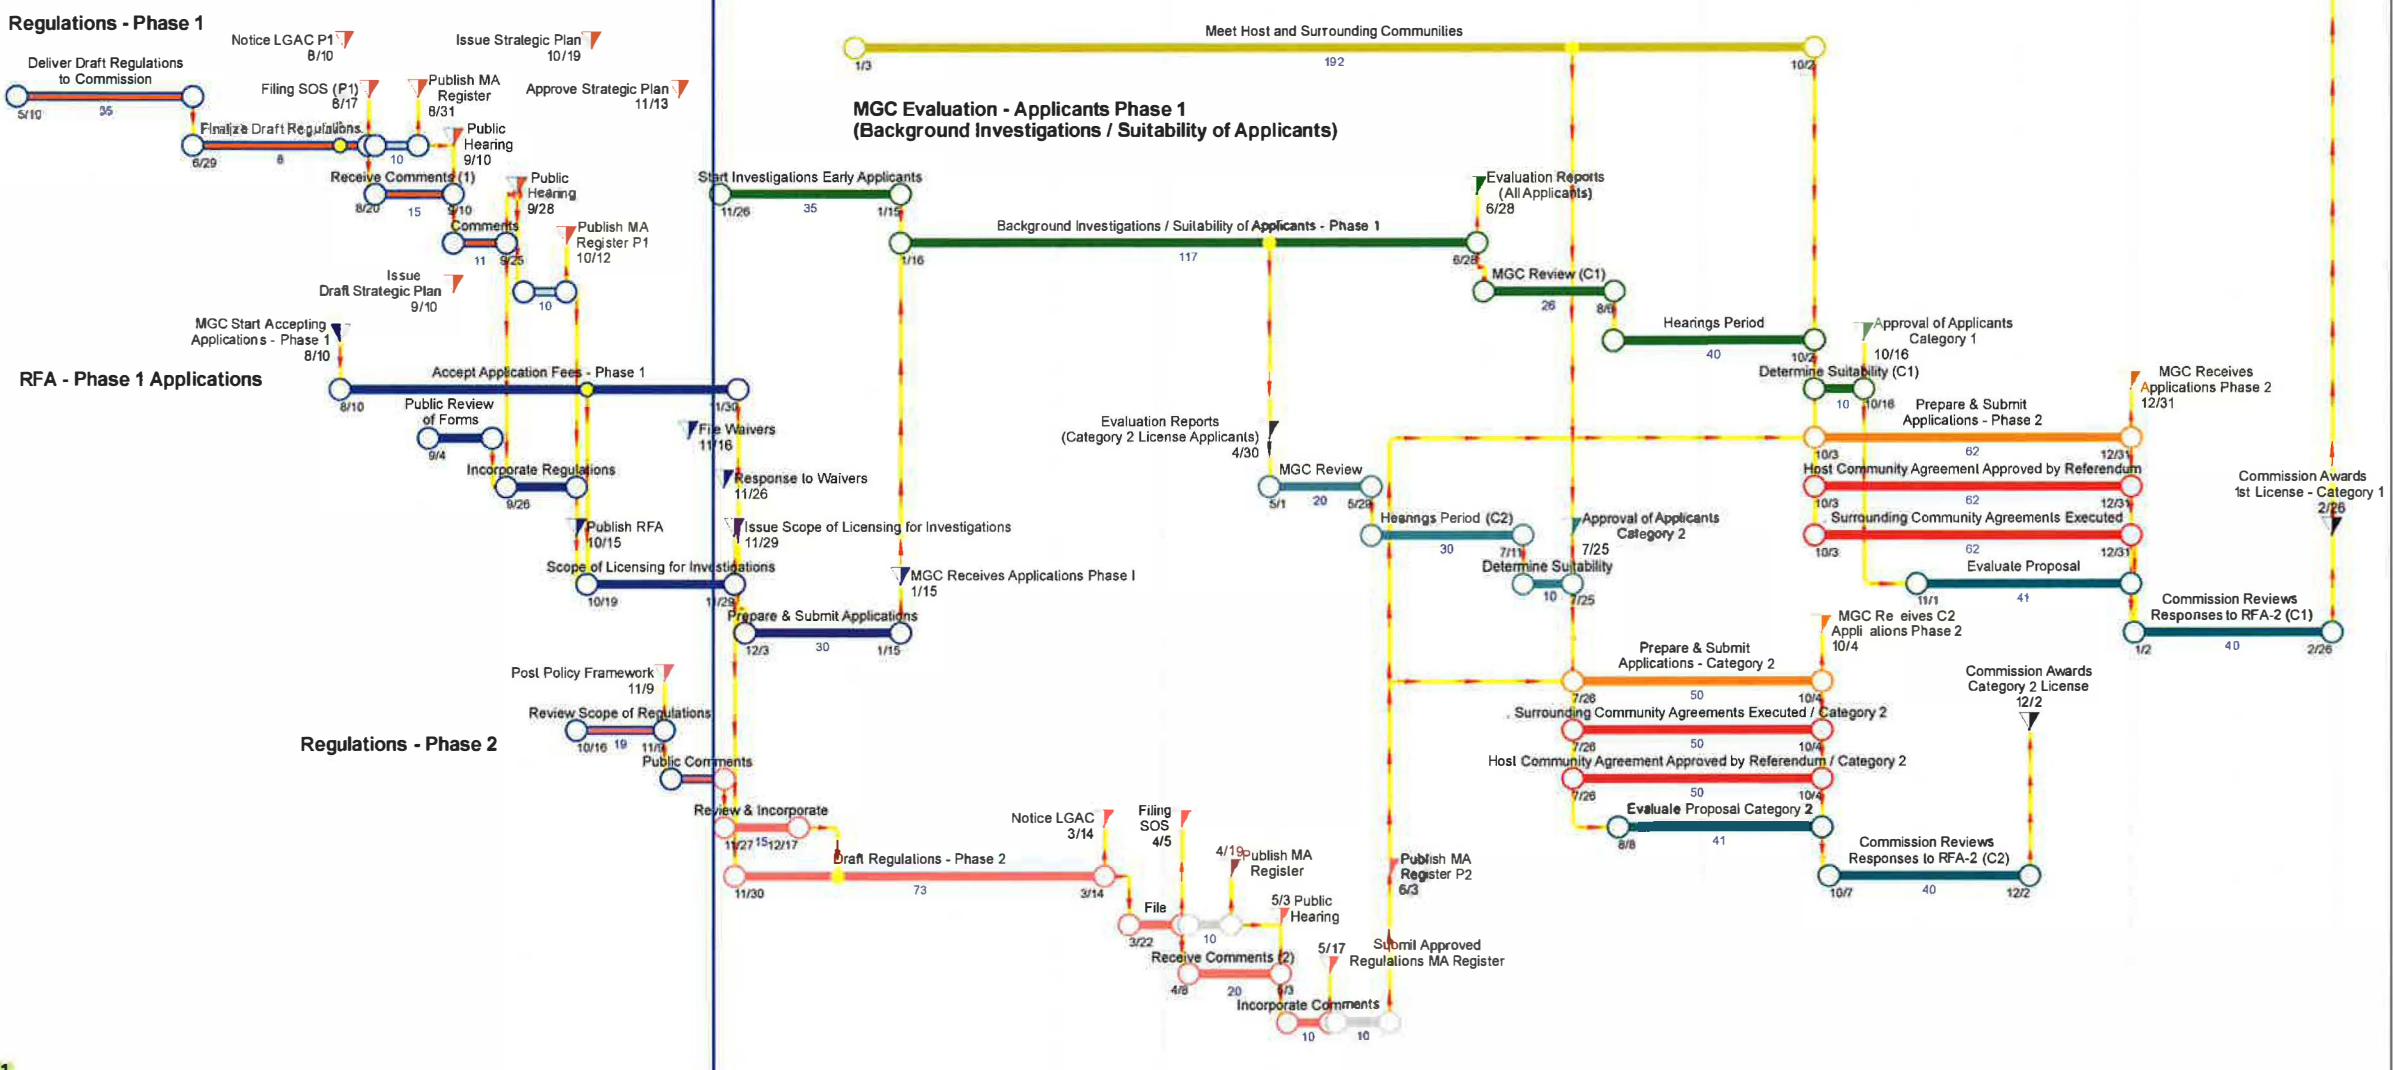 Regulations - Phase 1
Deliver Draft Regulations
to Commission
5/10
Notice LGAC P1
8/10
Issue Strategic Plan
10/19
Filing SOS (P1)
8/17
Publish MA
Register
8/31
Approve Strategic Plan
11/13
Finalize Draft Regulations
6/29
10
Public
Hearing
9/10
Receive Comments (1)
8/20
15
9/10
Public
Hearing
9/28
Comments
11
9/25
Publish MA
Register P1
10/12
10
Issue
Draft Strategic Plan
9/10
Meet Host and Surrounding Communities
1/3
192
10/2
MGC Evaluation - Applicants Phase 1
(Background Investigations / Suitability of Applicants)
Start Investigations Early Applicants
11/26
35
1/15
Background Investigations / Suitability of Applicants - Phase 1
1/16
117
6/28
Evaluation Reports
(All Applicants)
6/28
MGC Review (C1)
26
8/6
Hearings Period
40
10/2
Approval of Applicants
Category 1
10/16
Determine Suitability (C1)
10
10/16
MGC Start Accepting
Applications - Phase 1
8/10
RFA - Phase 1 Applications
Accept Application Fees - Phase 1
8/10
11/30
Public Review
of Forms
9/4
File Waivers
11/16
Incorporate Regulations
9/26
Response to Waivers
11/26
Publish RFA
10/15
Issue Scope of Licensing for Investigations
11/29
Scope of Licensing for Investigations
10/19
11/29
MGC Receives Applications Phase I
1/15
Prepare & Submit Applications
12/3
30
1/15
Evaluation Reports
(Category 2 License Applicants)
4/30
MGC Review
5/1
20
5/29
Hearings Period (C2)
30
7/11
Approval of Applicants
Category 2
7/25
Determine Suitability
10
7/25
MGC Receives
Applications Phase 2
12/31
Prepare & Submit
Applications - Phase 2
10/3
62
12/31
Host Community Agreement Approved by Referendum
10/3
62
12/31
Surrounding Community Agreements Executed
10/3
62
12/31
Evaluate Proposal
11/1
41
Commission Awards
1st License - Category 1
2/26
Commission Reviews
Responses to RFA-2 (C1)
1/2
40
2/26
MGC Re eives C2
Appli ations Phase 2
10/4
Prepare & Submit
Applications - Category 2
7/26
50
10/4
Surrounding Community Agreements Executed / Category 2
7/26
50
10/4
Host Community Agreement Approved by Referendum / Category 2
7/26
50
10/4
Evaluate Proposal Category 2
8/8
41
Commission Awards
Category 2 License
12/2
Commission Reviews
Responses to RFA-2 (C2)
10/7
40
12/2
Post Policy Framework
11/9
Review Scope of Regulations
10/16
19
11/9
Regulations - Phase 2
Public Comments
Review & Incorporate
11/27
15
12/17
Draft Regulations - Phase 2
11/30
73
3/14
Notice LGAC
3/14
Filing
SOS
4/5
4/19
Publish MA
Register
File
3/22
10
5/3 Public
Hearing
Receive Comments (2)
4/8
20
5/3
Publish MA
Register P2
6/3
5/17
Submit Approved
Regulations MA Register
Incorporate Comments
10
10
1